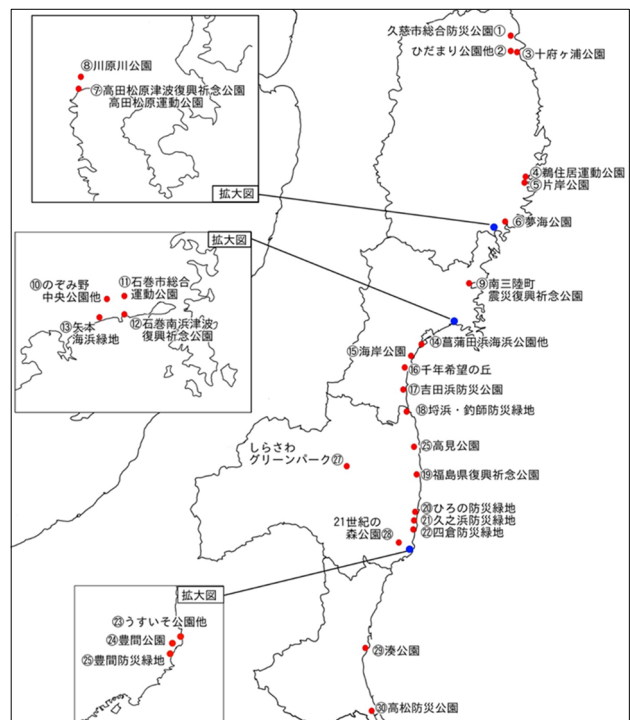 久慈市総合防災公園①
ひだまり公園他②
③十府ヶ浦公園
⑧川原川公園
⑦高田松原津波復興祈念公園
高田松原運動公園
拡大図
④鵜住居運動公園
⑤片岸公園
⑥夢海公園
拡大図
⑩のぞみ野
中央公園他
⑪石巻市総合
運動公園
⑬矢本
海浜緑地
⑫石巻南浜津波
復興祈念公園
⑨南三陸町
震災復興祈念公園
⑭菖蒲田浜海浜公園他
⑮海岸公園
⑯千年希望の丘
⑰吉田浜防災公園
⑱埒浜・釣師防災緑地
しらさわ
グリーンパーク㉗
㉕高見公園
⑲福島県復興祈念公園
⑳ひろの防災緑地
㉑久之浜防災緑地
㉒四倉防災緑地
21世紀の
森公園㉘
拡大図
㉓うすいそ公園他
㉔豊間公園
㉕豊間防災緑地
㉙湊公園
㉚高松防災公園